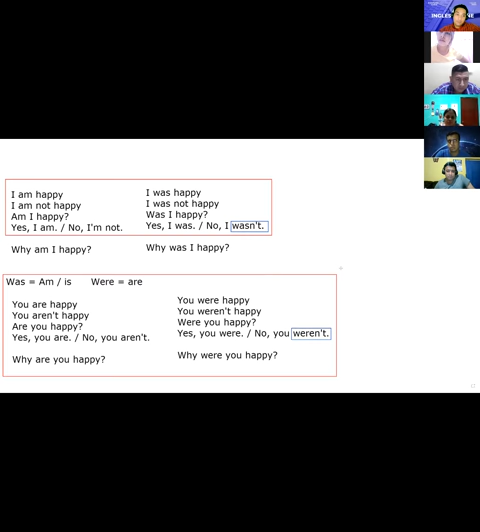 I am happy
I am not happy
Am I happy?
Yes, I am. / No, I'm not.
Why am I happy?
I was happy
I was not happy
Was I happy?
Yes, I was. / No, I wasn't.
Why was I happy?
Was = Am / is Were = are
You are happy
You aren't happy
Are you happy?
Yes, you are. / No, you aren't.
Why are you happy?
You were happy
You weren't happy
Were you happy?
Yes, you were. / No, you weren't.
Why were you happy?